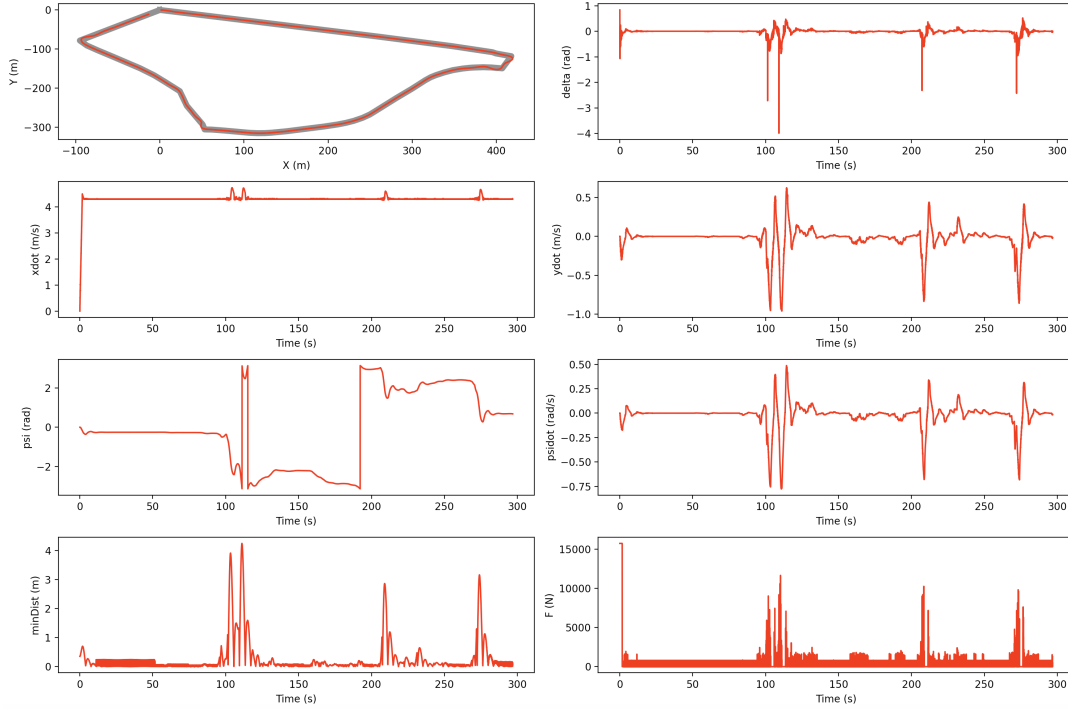 0
−100
−200
−300
Y (m)
−100 0 100 200 300 400
X (m)
1
0
−1
−2
−3
−4
delta (rad)
0 50 100 150 200 250 300
Time (s)
4
3
2
1
0
xdot (m/s)
0 50 100 150 200 250 300
Time (s)
0.5
0.0
−0.5
−1.0
ydot (m/s)
0 50 100 150 200 250 300
Time (s)
2
0
−2
psi (rad)
0 50 100 150 200 250 300
Time (s)
0.50
0.25
0.00
−0.25
−0.50
−0.75
psidot (rad/s)
0 50 100 150 200 250 300
Time (s)
4
3
2
1
0
minDist (m)
0 50 100 150 200 250 300
Time (s)
15000
10000
5000
0
F (N)
0 50 100 150 200 250 300
Time (s)